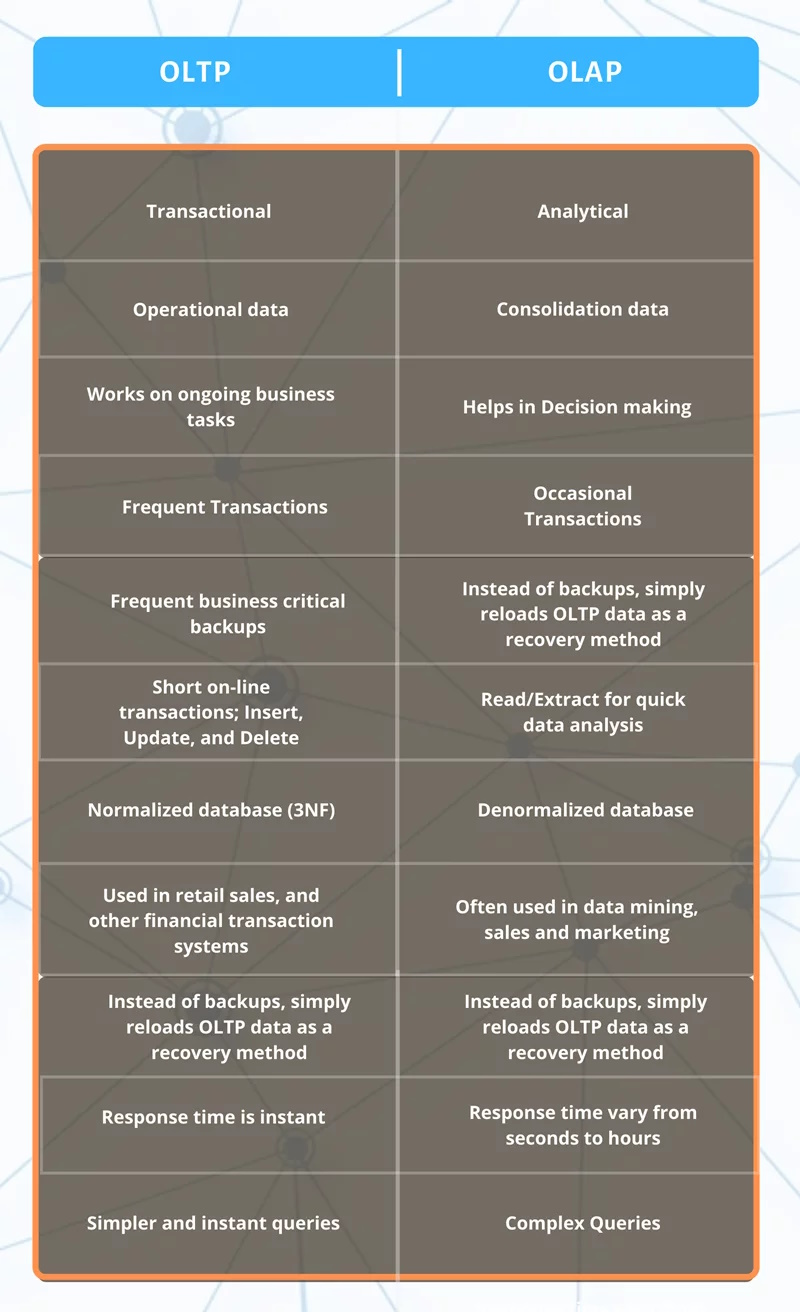 OLTP
OLAP
Transactional
Analytical
Operational data
Consolidation data
Works on ongoing business
tasks
Helps in Decision making
Frequent Transactions
Occasional
Transactions
Frequent business critical
backups
Instead of backups, simply
reloads OLTP data as a
recovery method
Short on-line
transactions; Insert,
Update, and Delete
Read/Extract for quick
data analysis
Normalized database (3NF)
Denormalized database
Used in retail sales, and
other financial transaction
systems
Often used in data mining,
sales and marketing
Instead of backups, simply
reloads OLTP data as a
recovery method
Instead of backups, simply
reloads OLTP data as a
recovery method
Response time is instant
Response time vary from
seconds to hours
Simpler and instant queries
Complex Queries